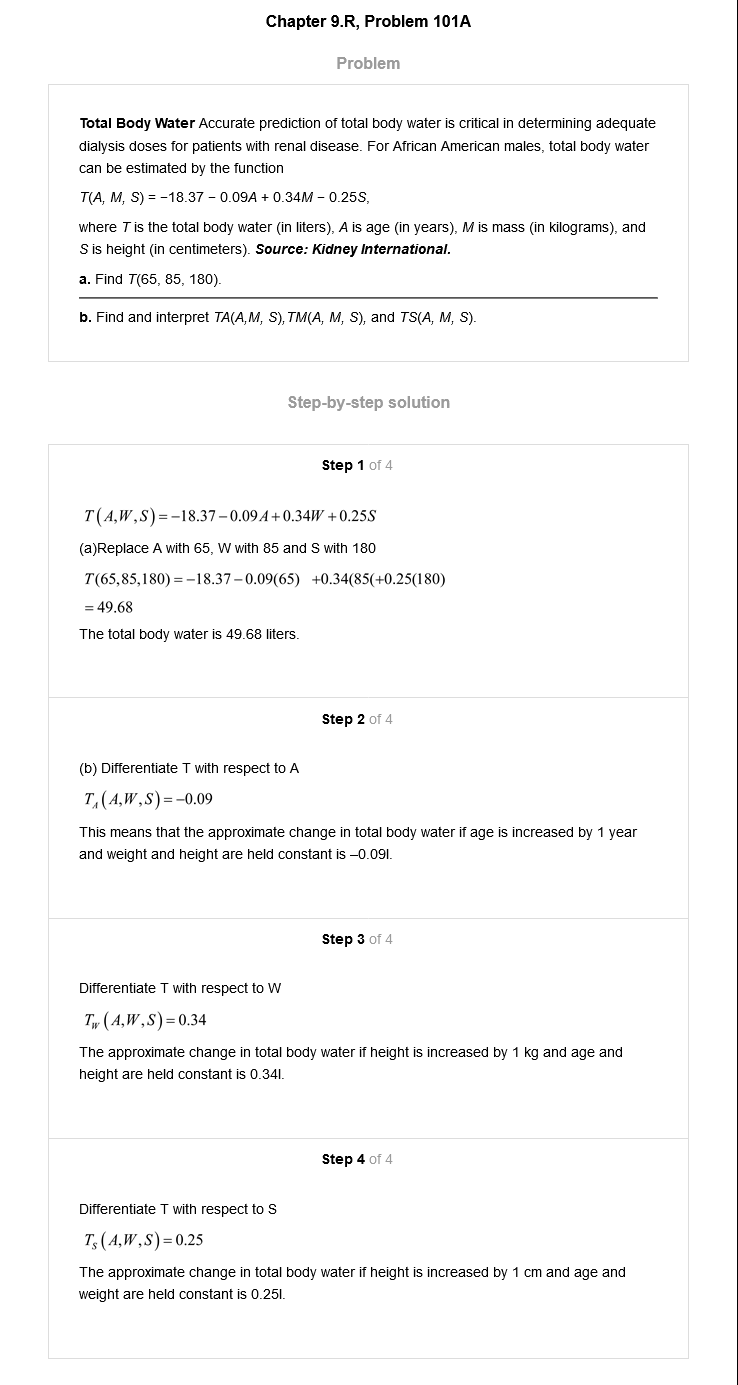 Chapter 9.R, Problem 101A
Problem
Total Body Water Accurate prediction of total body water is critical in determining adequate
dialysis doses for patients with renal disease. For African American males, total body water
can be estimated by the function
T(A, M, S) = −18.37 − 0.09A + 0.34M − 0.25S,
where T is the total body water (in liters), A is age (in years), M is mass (in kilograms), and
S is height (in centimeters). Source: Kidney International.
a. Find T(65, 85, 180).
b. Find and interpret TA(A,M, S), TM(A, M, S), and TS(A, M, S).
Step-by-step solution
Step 1 of 4
T(A,W,S)=−18.37−0.09A+0.34W+0.25S
(a)Replace A with 65, W with 85 and S with 180
T(65,85,180)=−18.37−0.09(65) +0.34(85(+0.25(180)
=49.68
The total body water is 49.68 liters.
Step 2 of 4
(b) Differentiate T with respect to A
T_A(A,W,S)=−0.09
This means that the approximate change in total body water if age is increased by 1 year
and weight and height are held constant is –0.09l.
Step 3 of 4
Differentiate T with respect to W
T_W(A,W,S)=0.34
The approximate change in total body water if height is increased by 1 kg and age and
height are held constant is 0.34l.
Step 4 of 4
Differentiate T with respect to S
T_S(A,W,S)=0.25
The approximate change in total body water if height is increased by 1 cm and age and
weight are held constant is 0.25l.